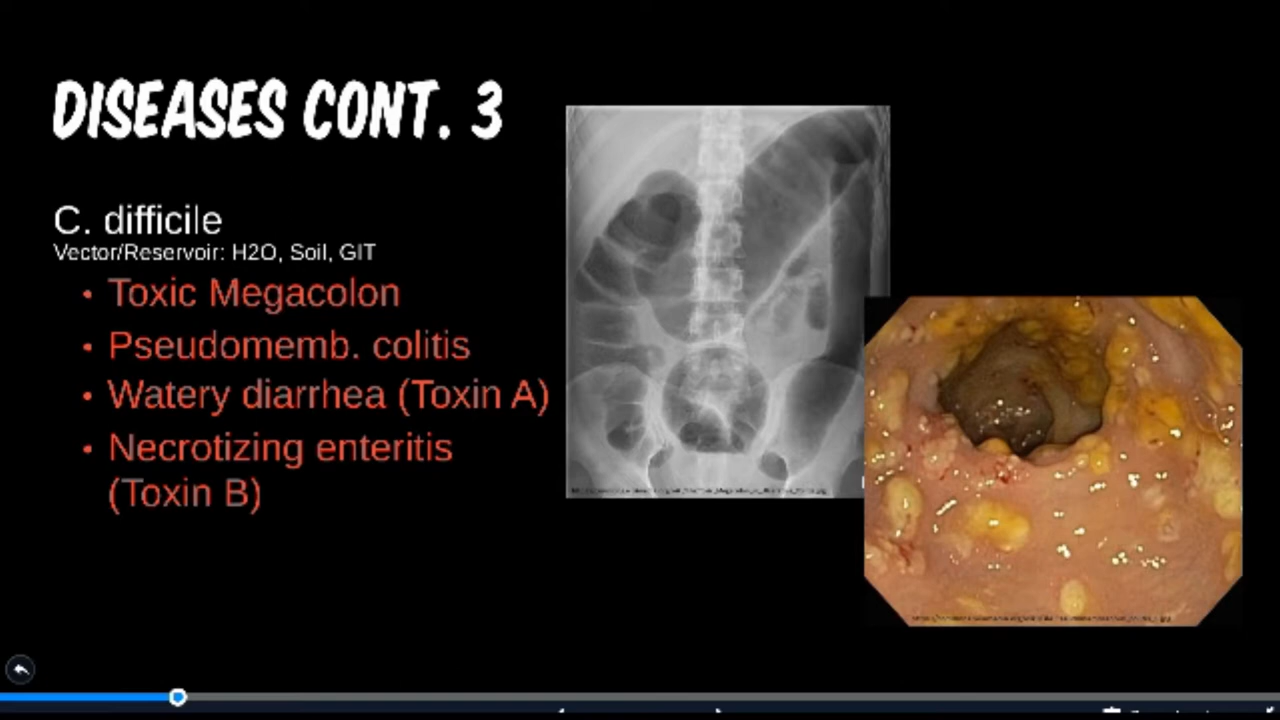 DISEASES CONT. 3
C. difficile
Vector/Reservoir: H2O, Soil, GIT
• Toxic Megacolon
• Pseudomemb. colitis
• Watery diarrhea (Toxin A)
• Necrotizing enteritis
(Toxin B)